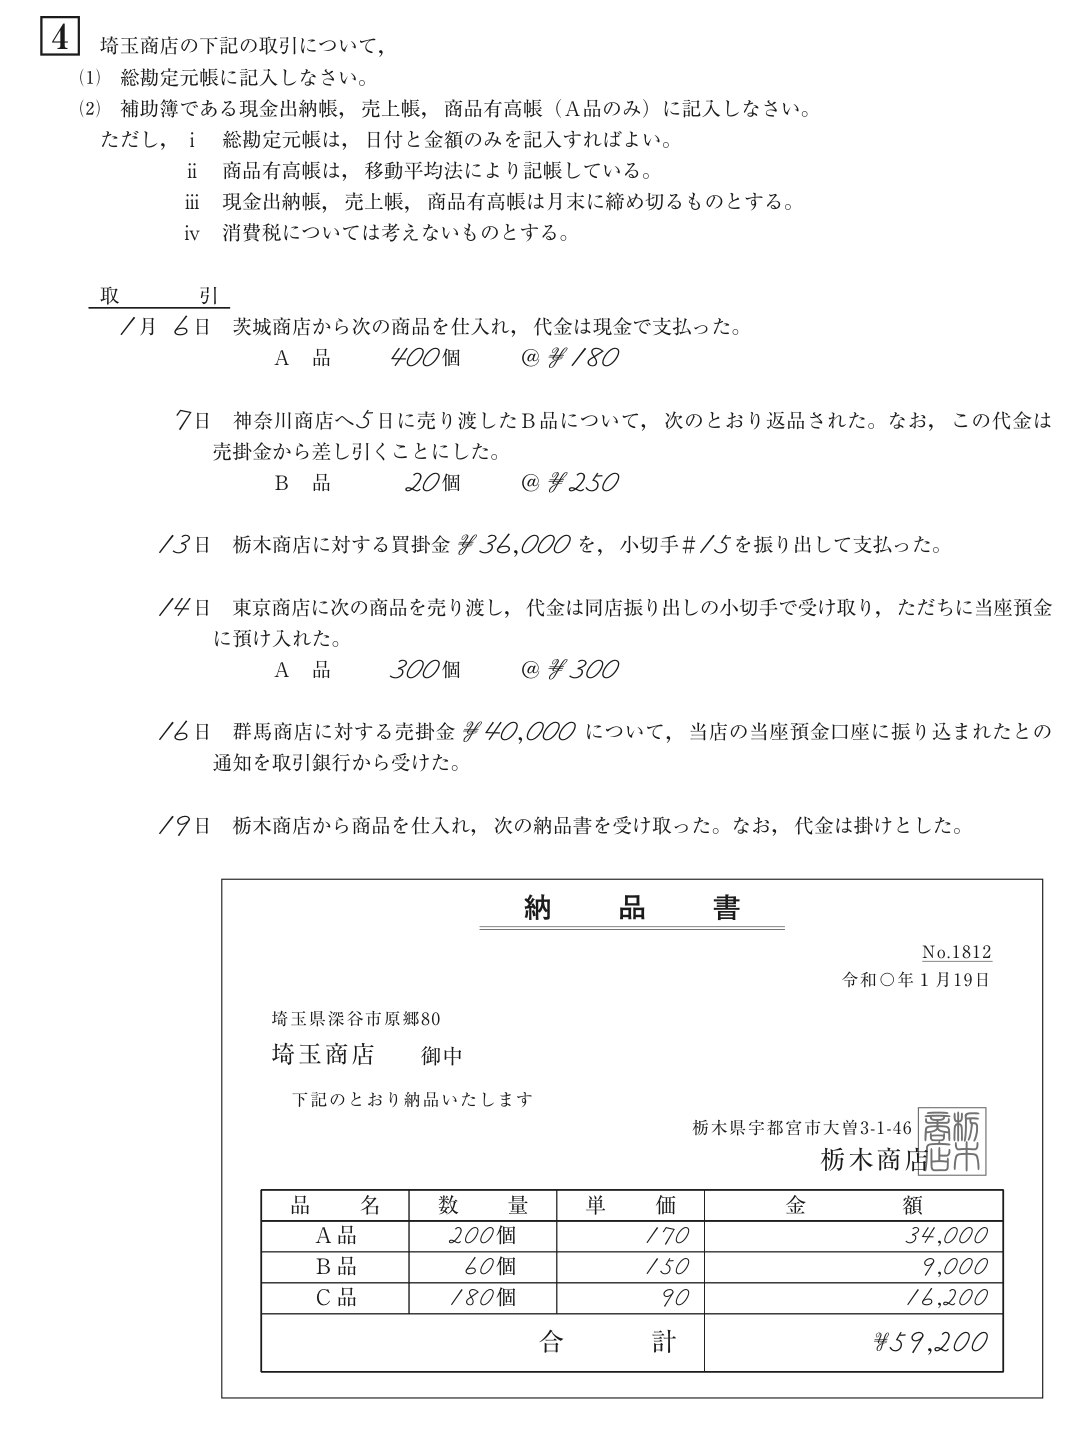 4 埼玉商店の下記の取引について，
⑴ 総勘定元帳に記入しなさい。
⑵ 補助簿である現金出納帳，売上帳，商品有高帳（Ａ品のみ）に記入しなさい。
ただし，ⅰ 総勘定元帳は，日付と金額のみを記入すればよい。
ⅱ 商品有高帳は，移動平均法により記帳している。
ⅲ 現金出納帳，売上帳，商品有高帳は月末に締め切るものとする。
ⅳ 消費税については考えないものとする。
取 引
1月 6日 茨城商店から次の商品を仕入れ，代金は現金で支払った。
Ａ 品 400個 @¥180
7日 神奈川商店へ5日に売り渡したＢ品について，次のとおり返品された。なお，この代金は
売掛金から差し引くことにした。
Ｂ 品 20個 @¥250
13日 栃木商店に対する買掛金¥36,000を，小切手＃15を振り出して支払った。
14日 東京商店に次の商品を売り渡し，代金は同店振り出しの小切手で受け取り，ただちに当座預金
に預け入れた。
Ａ 品 300個 @¥300
16日 群馬商店に対する売掛金¥40,000について，当店の当座預金口座に振り込まれたとの
通知を取引銀行から受けた。
19日 栃木商店から商品を仕入れ，次の納品書を受け取った。なお，代金は掛けとした。
納 品 書
No.1812
令和○年１月19日
埼玉県深谷市原郷80
埼玉商店 御中
下記のとおり納品いたします
栃木県宇都宮市大曽3-1-46
栃木商店
栃木商店
品 名 数 量 単 価 金 額
Ａ品 200個 170 34,000
Ｂ品 60個 150 9,000
Ｃ品 180個 90 16,200
合 計 ¥59,200